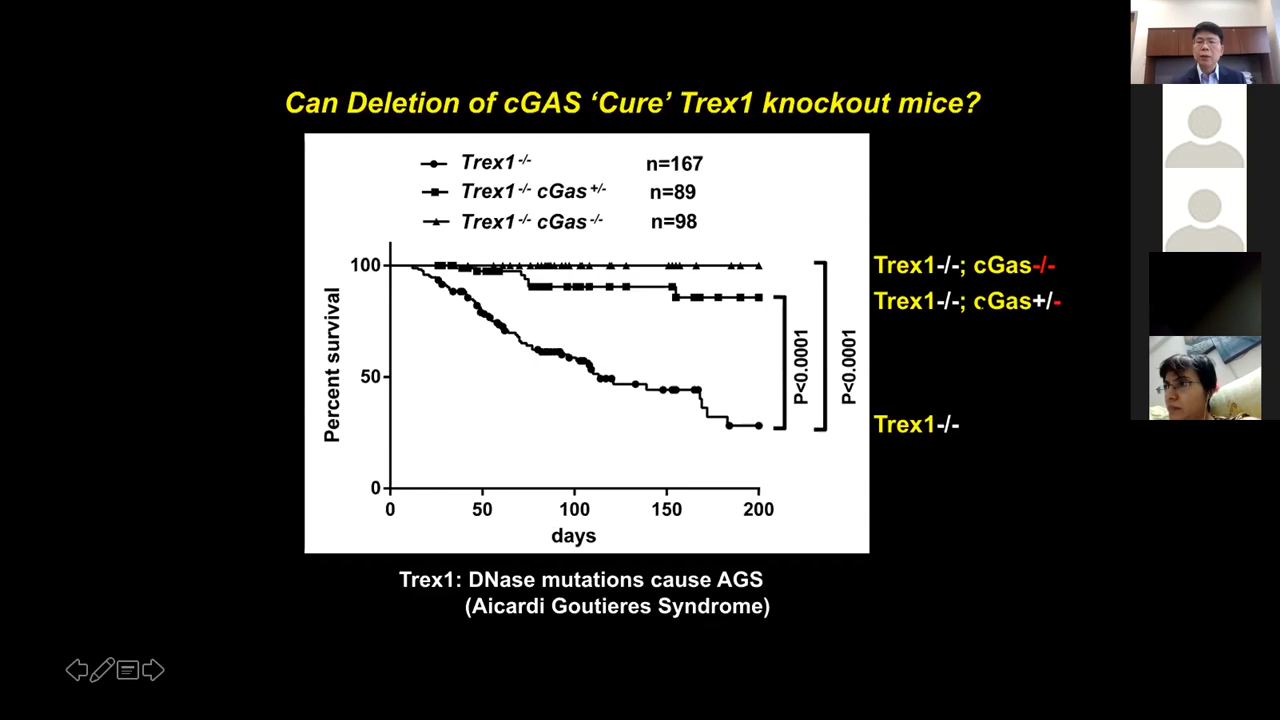 Can Deletion of cGAS ‘Cure’ Trex1 knockout mice?
Trex1-/- n=167
Trex1-/- cGas+/- n=89
Trex1-/- cGas-/- n=98
100
50
0
Percent survival
0 50 100 150 200
days
P<0.0001
P<0.0001
Trex1-/-; cGas-/-
Trex1-/-; cGas+/-
Trex1-/-
Trex1: DNase mutations cause AGS
(Aicardi Goutieres Syndrome)